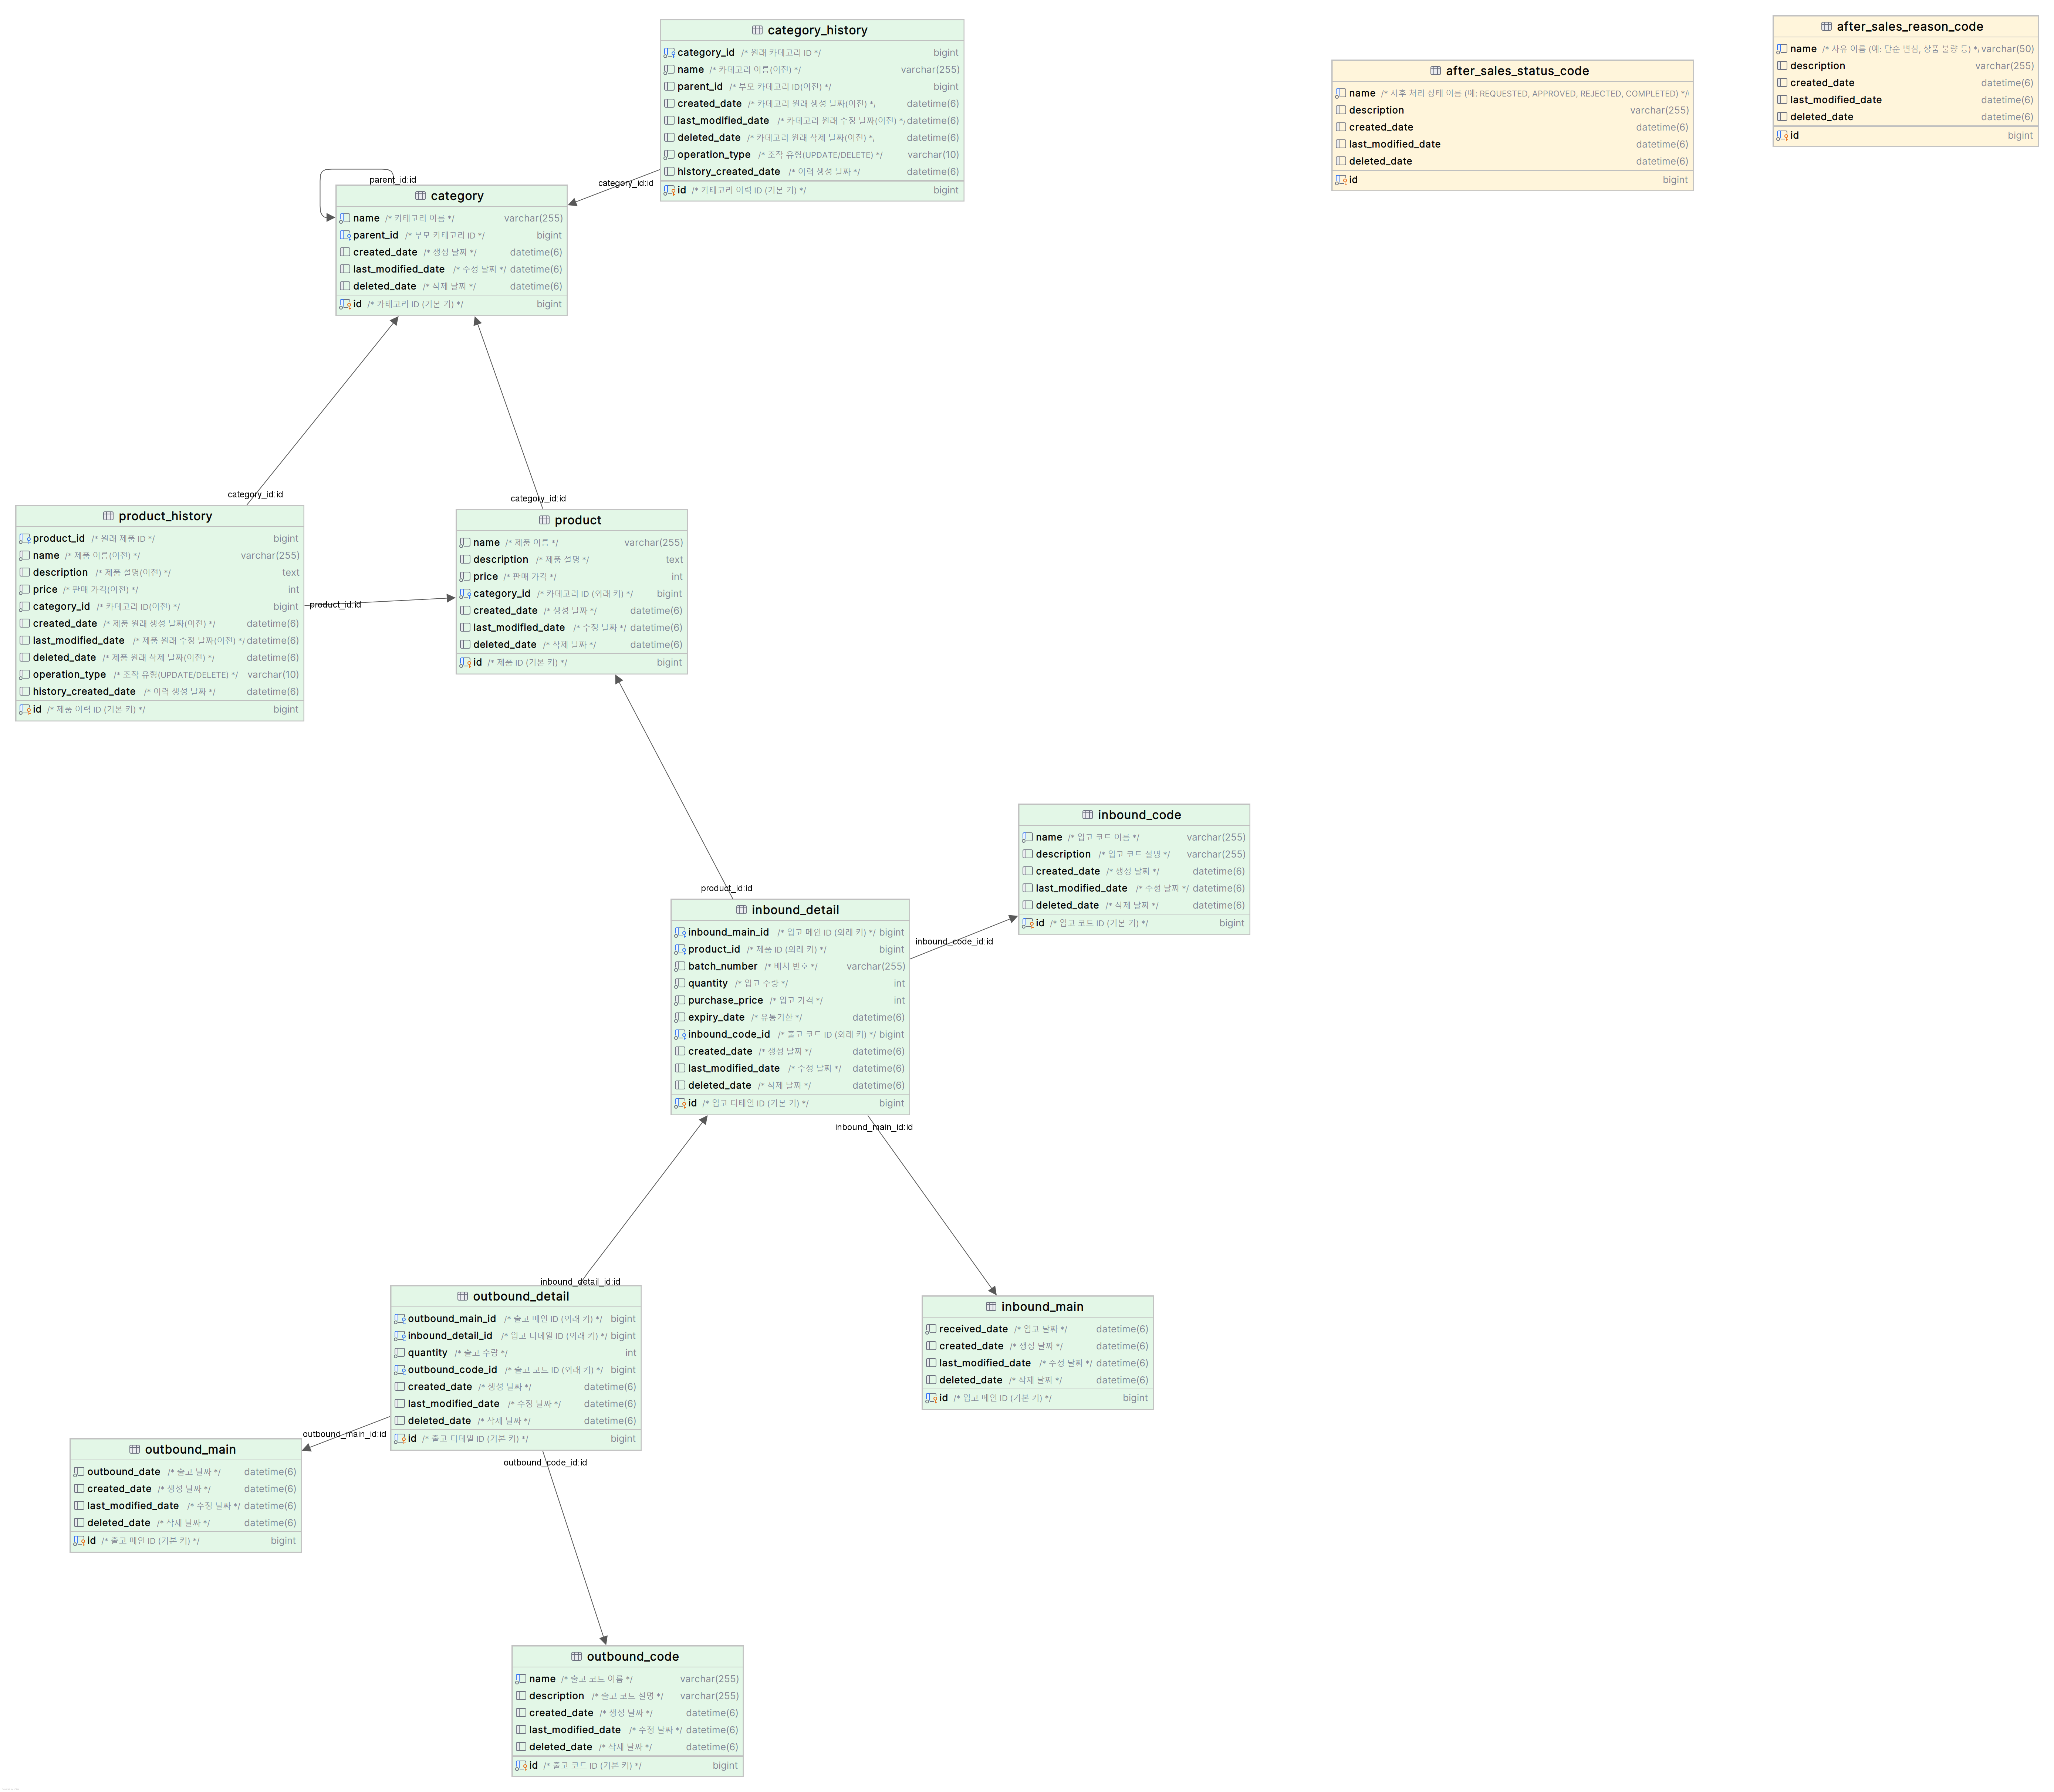 category_history
category_id /* 원래 카테고리 ID */ bigint
name /* 카테고리 이름(이전) */ varchar(255)
parent_id /* 부모 카테고리 ID(이전) */ bigint
created_date /* 카테고리 원래 생성 날짜(이전) */ datetime(6)
last_modified_date /* 카테고리 원래 수정 날짜(이전) */ datetime(6)
deleted_date /* 카테고리 원래 삭제 날짜(이전) */ datetime(6)
operation_type /* 조작 유형(UPDATE/DELETE) */ varchar(10)
history_created_date /* 이력 생성 날짜 */ datetime(6)
id /* 카테고리 이력 ID (기본 키) */ bigint
after_sales_status_code
name /* 사후 처리 상태 이름 (예: REQUESTED, APPROVED, REJECTED, COMPLETED) */
description varchar(255)
created_date datetime(6)
last_modified_date datetime(6)
deleted_date datetime(6)
id bigint
after_sales_reason_code
name /* 사유 이름 (예: 단순 변심, 상품 불량 등) */ varchar(50)
description varchar(255)
created_date datetime(6)
last_modified_date datetime(6)
deleted_date datetime(6)
id bigint
parent_id:id
category_id:id
category
name /* 카테고리 이름 */ varchar(255)
parent_id /* 부모 카테고리 ID */ bigint
created_date /* 생성 날짜 */ datetime(6)
last_modified_date /* 수정 날짜 */ datetime(6)
deleted_date /* 삭제 날짜 */ datetime(6)
id /* 카테고리 ID (기본 키) */ bigint
category_id:id
category_id:id
product_history
product_id /* 원래 제품 ID */ bigint
name /* 제품 이름(이전) */ varchar(255)
description /* 제품 설명(이전) */ text
price /* 판매 가격(이전) */ int
category_id /* 카테고리 ID(이전) */ bigint
created_date /* 제품 원래 생성 날짜(이전) */ datetime(6)
last_modified_date /* 제품 원래 수정 날짜(이전) */ datetime(6)
deleted_date /* 제품 원래 삭제 날짜(이전) */ datetime(6)
operation_type /* 조작 유형(UPDATE/DELETE) */ varchar(10)
history_created_date /* 이력 생성 날짜 */ datetime(6)
id /* 제품 이력 ID (기본 키) */ bigint
product_id:id
product
name /* 제품 이름 */ varchar(255)
description /* 제품 설명 */ text
price /* 판매 가격 */ int
category_id /* 카테고리 ID (외래 키) */ bigint
created_date /* 생성 날짜 */ datetime(6)
last_modified_date /* 수정 날짜 */ datetime(6)
deleted_date /* 삭제 날짜 */ datetime(6)
id /* 제품 ID (기본 키) */ bigint
product_id:id
inbound_code
name /* 입고 코드 이름 */ varchar(255)
description /* 입고 코드 설명 */ varchar(255)
created_date /* 생성 날짜 */ datetime(6)
last_modified_date /* 수정 날짜 */ datetime(6)
deleted_date /* 삭제 날짜 */ datetime(6)
id /* 입고 코드 ID (기본 키) */ bigint
inbound_detail
inbound_main_id /* 입고 메인 ID (외래 키) */ bigint
product_id /* 제품 ID (외래 키) */ bigint
batch_number /* 배치 번호 */ varchar(255)
quantity /* 입고 수량 */ int
purchase_price /* 입고 가격 */ int
expiry_date /* 유통기한 */ datetime(6)
inbound_code_id /* 출고 코드 ID (외래 키) */ bigint
created_date /* 생성 날짜 */ datetime(6)
last_modified_date /* 수정 날짜 */ datetime(6)
deleted_date /* 삭제 날짜 */ datetime(6)
id /* 입고 디테일 ID (기본 키) */ bigint
inbound_code_id:id
inbound_main_id:id
inbound_detail_id:id
outbound_detail
outbound_main_id /* 출고 메인 ID (외래 키) */ bigint
inbound_detail_id /* 입고 디테일 ID (외래 키) */ bigint
quantity /* 출고 수량 */ int
outbound_code_id /* 출고 코드 ID (외래 키) */ bigint
created_date /* 생성 날짜 */ datetime(6)
last_modified_date /* 수정 날짜 */ datetime(6)
deleted_date /* 삭제 날짜 */ datetime(6)
id /* 출고 디테일 ID (기본 키) */ bigint
inbound_main
received_date /* 입고 날짜 */ datetime(6)
created_date /* 생성 날짜 */ datetime(6)
last_modified_date /* 수정 날짜 */ datetime(6)
deleted_date /* 삭제 날짜 */ datetime(6)
id /* 입고 메인 ID (기본 키) */ bigint
outbound_main_id:id
outbound_code_id:id
outbound_main
outbound_date /* 출고 날짜 */ datetime(6)
created_date /* 생성 날짜 */ datetime(6)
last_modified_date /* 수정 날짜 */ datetime(6)
deleted_date /* 삭제 날짜 */ datetime(6)
id /* 출고 메인 ID (기본 키) */ bigint
outbound_code
name /* 출고 코드 이름 */ varchar(255)
description /* 출고 코드 설명 */ varchar(255)
created_date /* 생성 날짜 */ datetime(6)
last_modified_date /* 수정 날짜 */ datetime(6)
deleted_date /* 삭제 날짜 */ datetime(6)
id /* 출고 코드 ID (기본 키) */ bigint